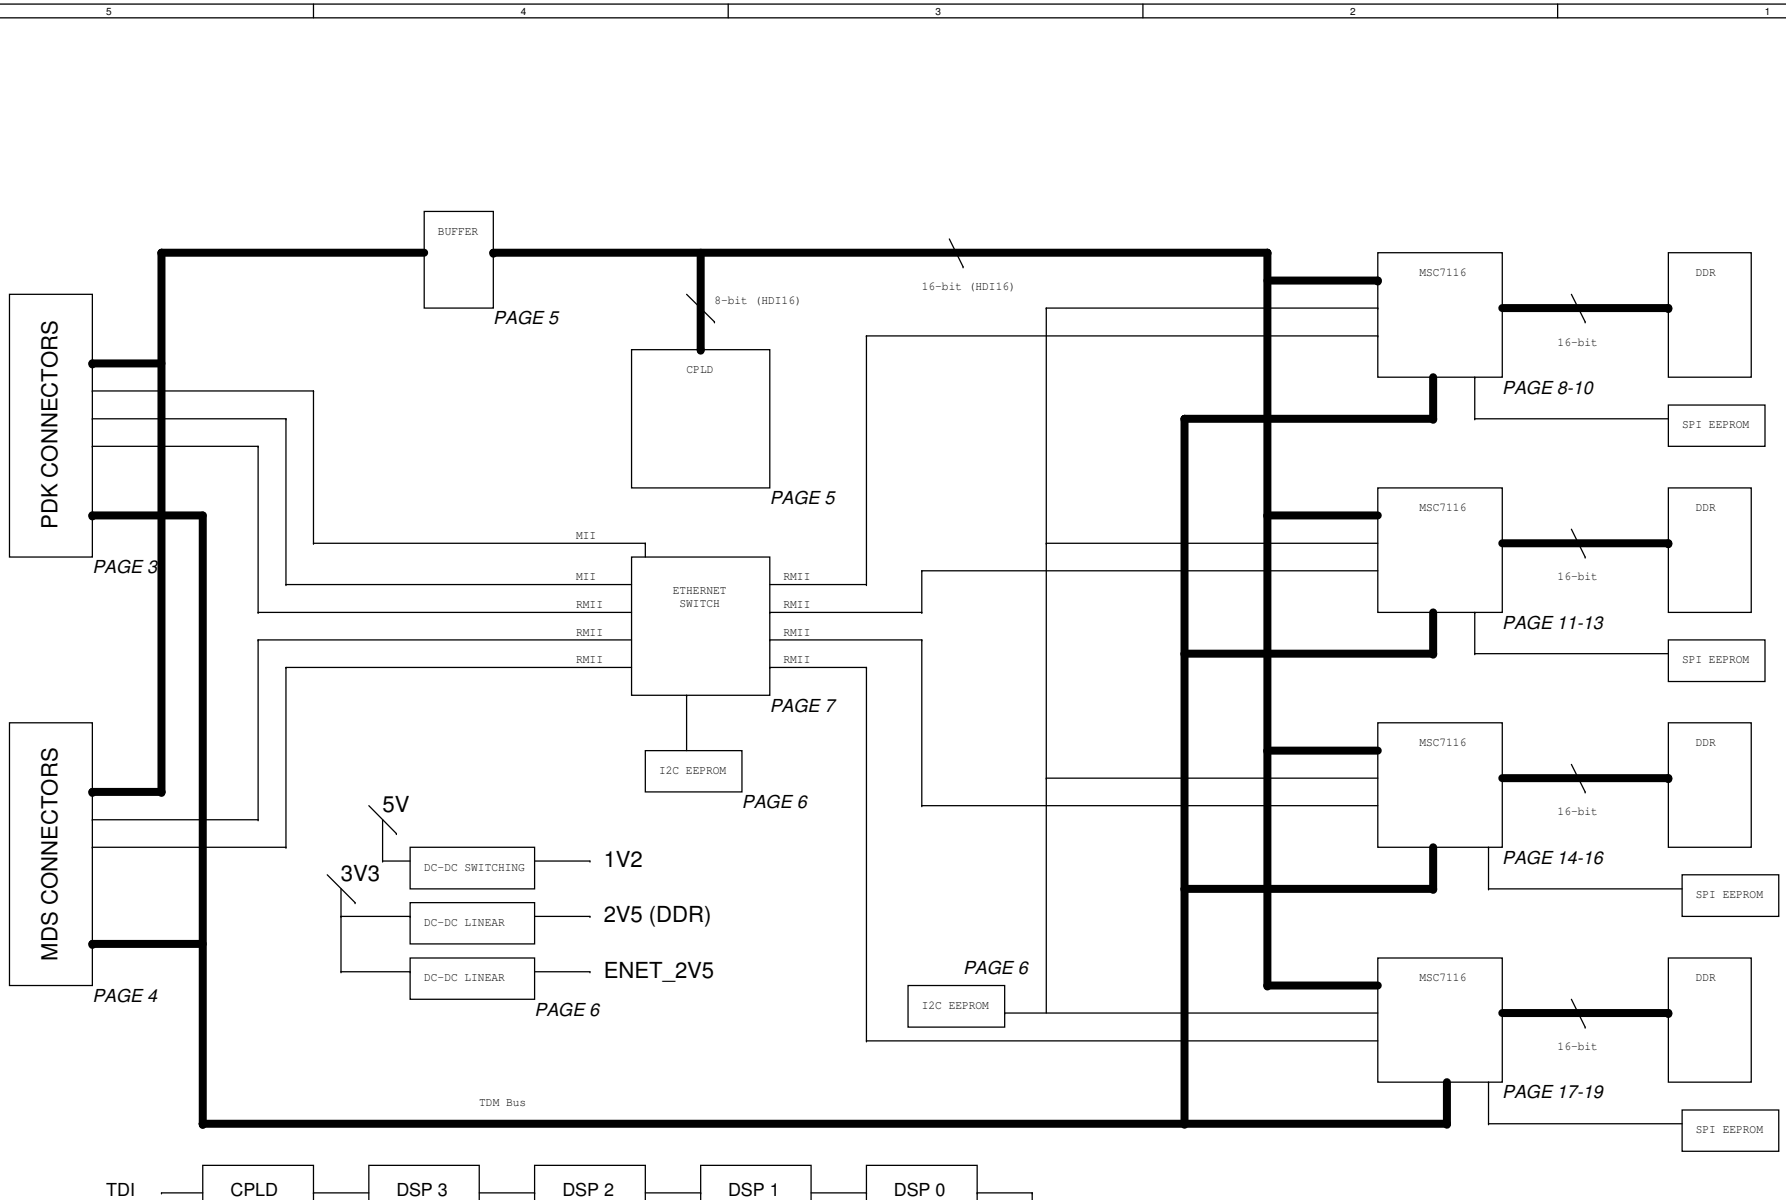 5 4 3 2 1
BUFFER
PAGE 5
8-bit (HDI16)
16-bit (HDI16)
CPLD
PAGE 5
PDK CONNECTORS
PAGE 3
MII
MII
RMII
RMII
RMII
ETHERNET
SWITCH
RMII
RMII
RMII
RMII
PAGE 7
I2C EEPROM
PAGE 6
MDS CONNECTORS
PAGE 4
5V
DC-DC SWITCHING
1V2
3V3
DC-DC LINEAR
2V5 (DDR)
DC-DC LINEAR
ENET_2V5
PAGE 6
PAGE 6
I2C EEPROM
MSC7116
16-bit
DDR
PAGE 8-10
SPI EEPROM
MSC7116
16-bit
DDR
PAGE 11-13
SPI EEPROM
MSC7116
16-bit
DDR
PAGE 14-16
SPI EEPROM
MSC7116
16-bit
DDR
PAGE 17-19
SPI EEPROM
TDM Bus
TDI CPLD DSP 3 DSP 2 DSP 1 DSP 0